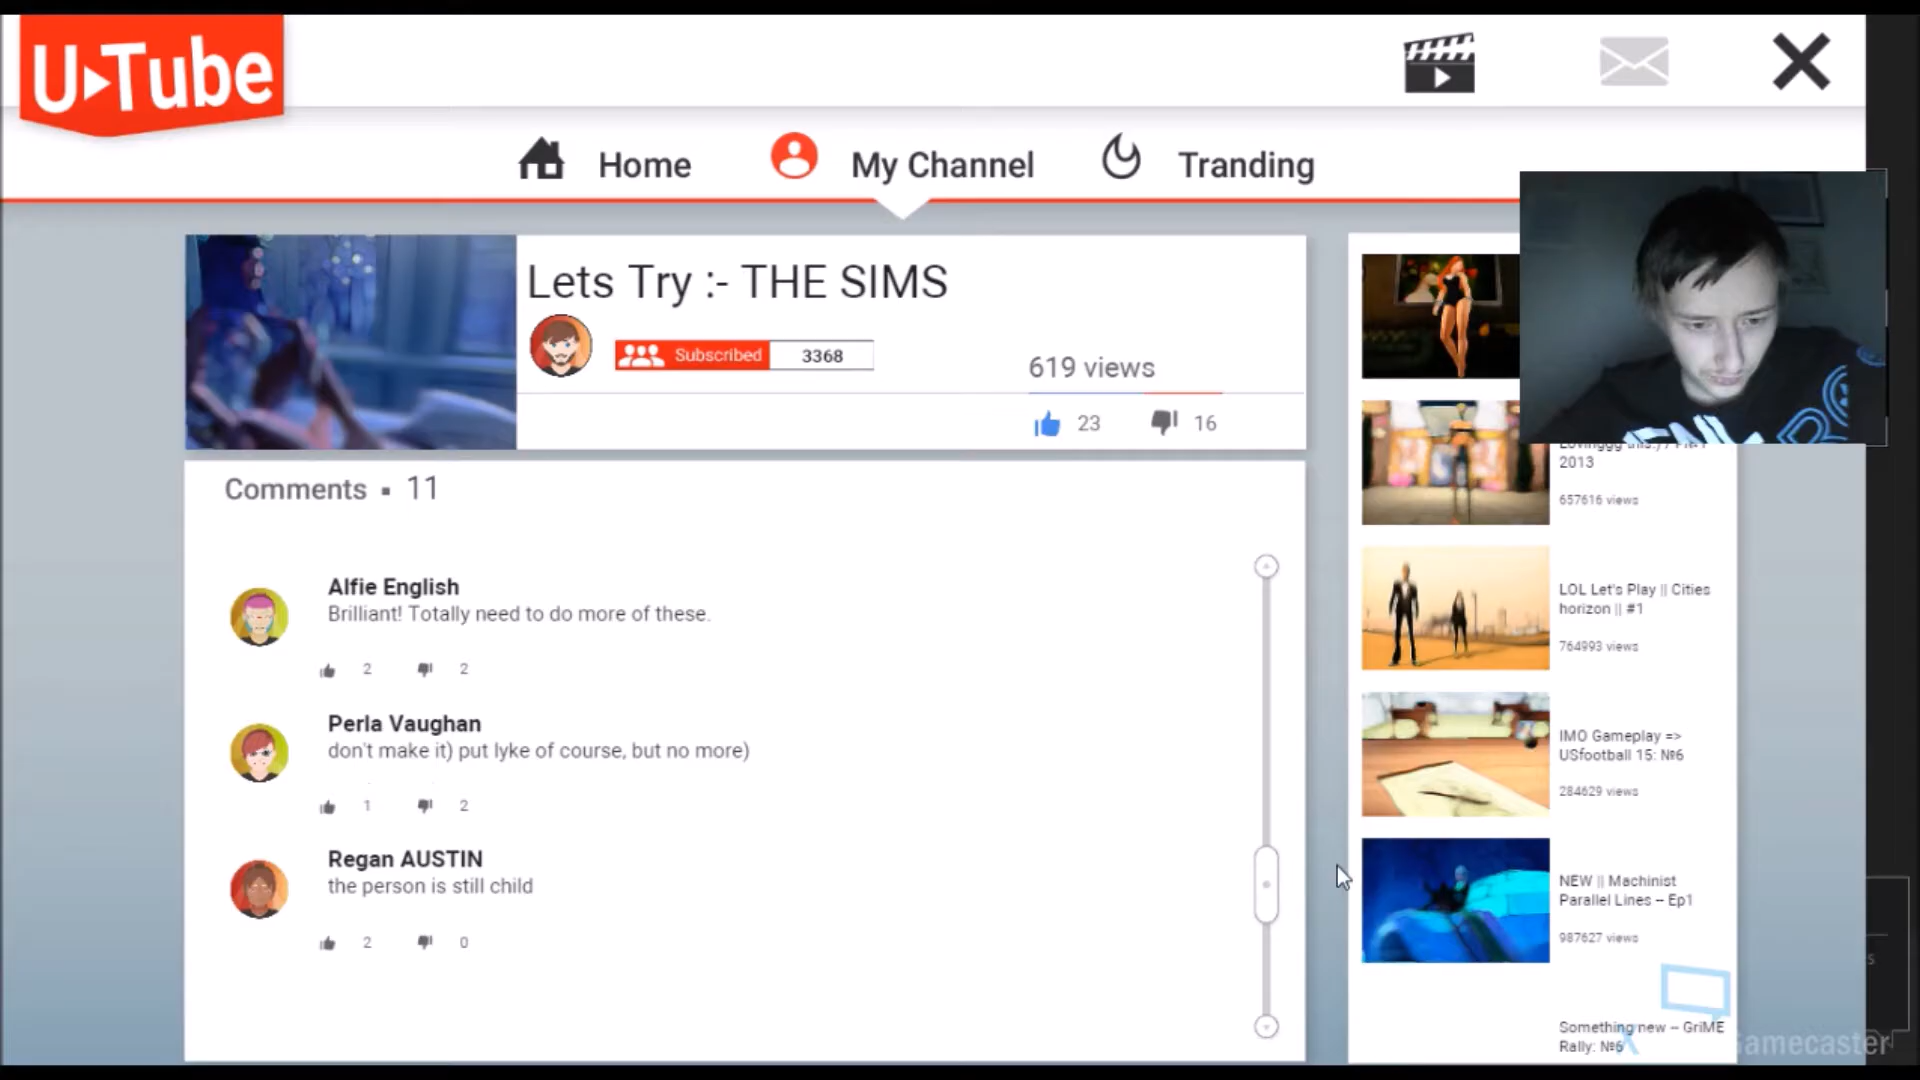 U Tube
Home
My Channel
Tranding
Lets Try :- THE SIMS
Subscribed
3368
619 views
23
16
Comments ▪ 11
Alfie English
Brilliant! Totally need to do more of these.
2
2
Perla Vaughan
don't make it) put lyke of course, but no more)
1
2
Regan AUSTIN
the person is still child
2
0
2013
657616 views
LOL Let's Play || Cities
horizon || #1
764993 views
IMO Gameplay =>
USfootball 15: №6
284629 views
NEW || Machinist
Parallel Lines -- Ep1
987627 views
Something new -- GriME
Rally: №6
Gamecaster